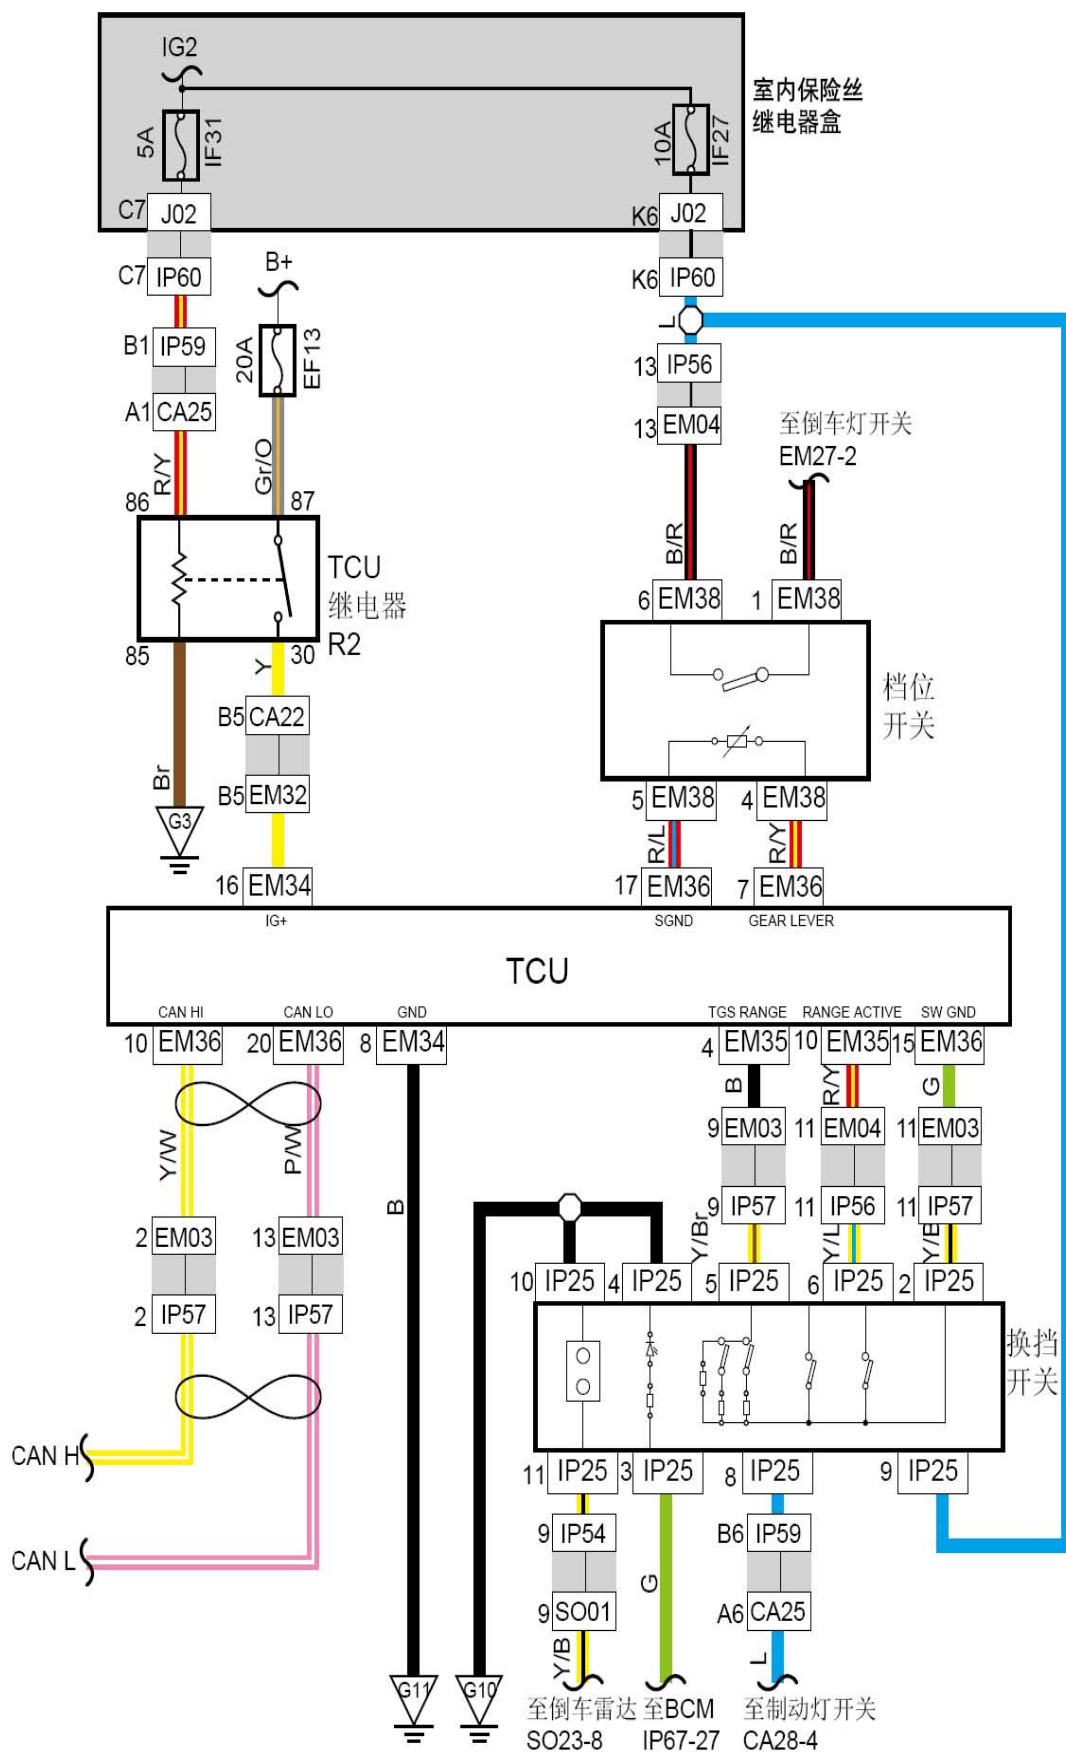 IG2
5A
IF31
10A
IF27
室内保险丝
继电器盒
C7 J02
K6 J02
C7 IP60
K6 IP60
B+
L
20A
EF13
B1 IP59
13 IP56
A1 CA25
13 EM04
至倒车灯开关
EM27-2
R/Y
Gr/O
B/R
B/R
86
87
TCU
继电器
R2
6 EM38
1 EM38
85
30
Y
档位
开关
B5 CA22
Br
B5 EM32
5 EM38
4 EM38
G3
R/L
R/Y
16 EM34
17 EM36
7 EM36
IG+
SGND
GEAR LEVER
TCU
CAN HI
CAN LO
GND
TGS RANGE
RANGE ACTIVE
SW GND
10 EM36
20 EM36
8 EM34
4 EM35
10 EM35
15 EM36
B
R/Y
G
9 EM03
11 EM04
11 EM03
Y/W
P/W
B
9 IP57
11 IP56
11 IP57
2 EM03
13 EM03
Y/Br
Y/L
Y/B
2 IP57
13 IP57
10 IP25
4 IP25
5 IP25
6 IP25
2 IP25
换挡
开关
CAN H
11 IP25
3 IP25
8 IP25
9 IP25
9 IP54
B6 IP59
CAN L
G
9 SO01
A6 CA25
Y/B
L
G11
G10
至倒车雷达
SO23-8
至BCM
IP67-27
至制动灯开关
CA28-4